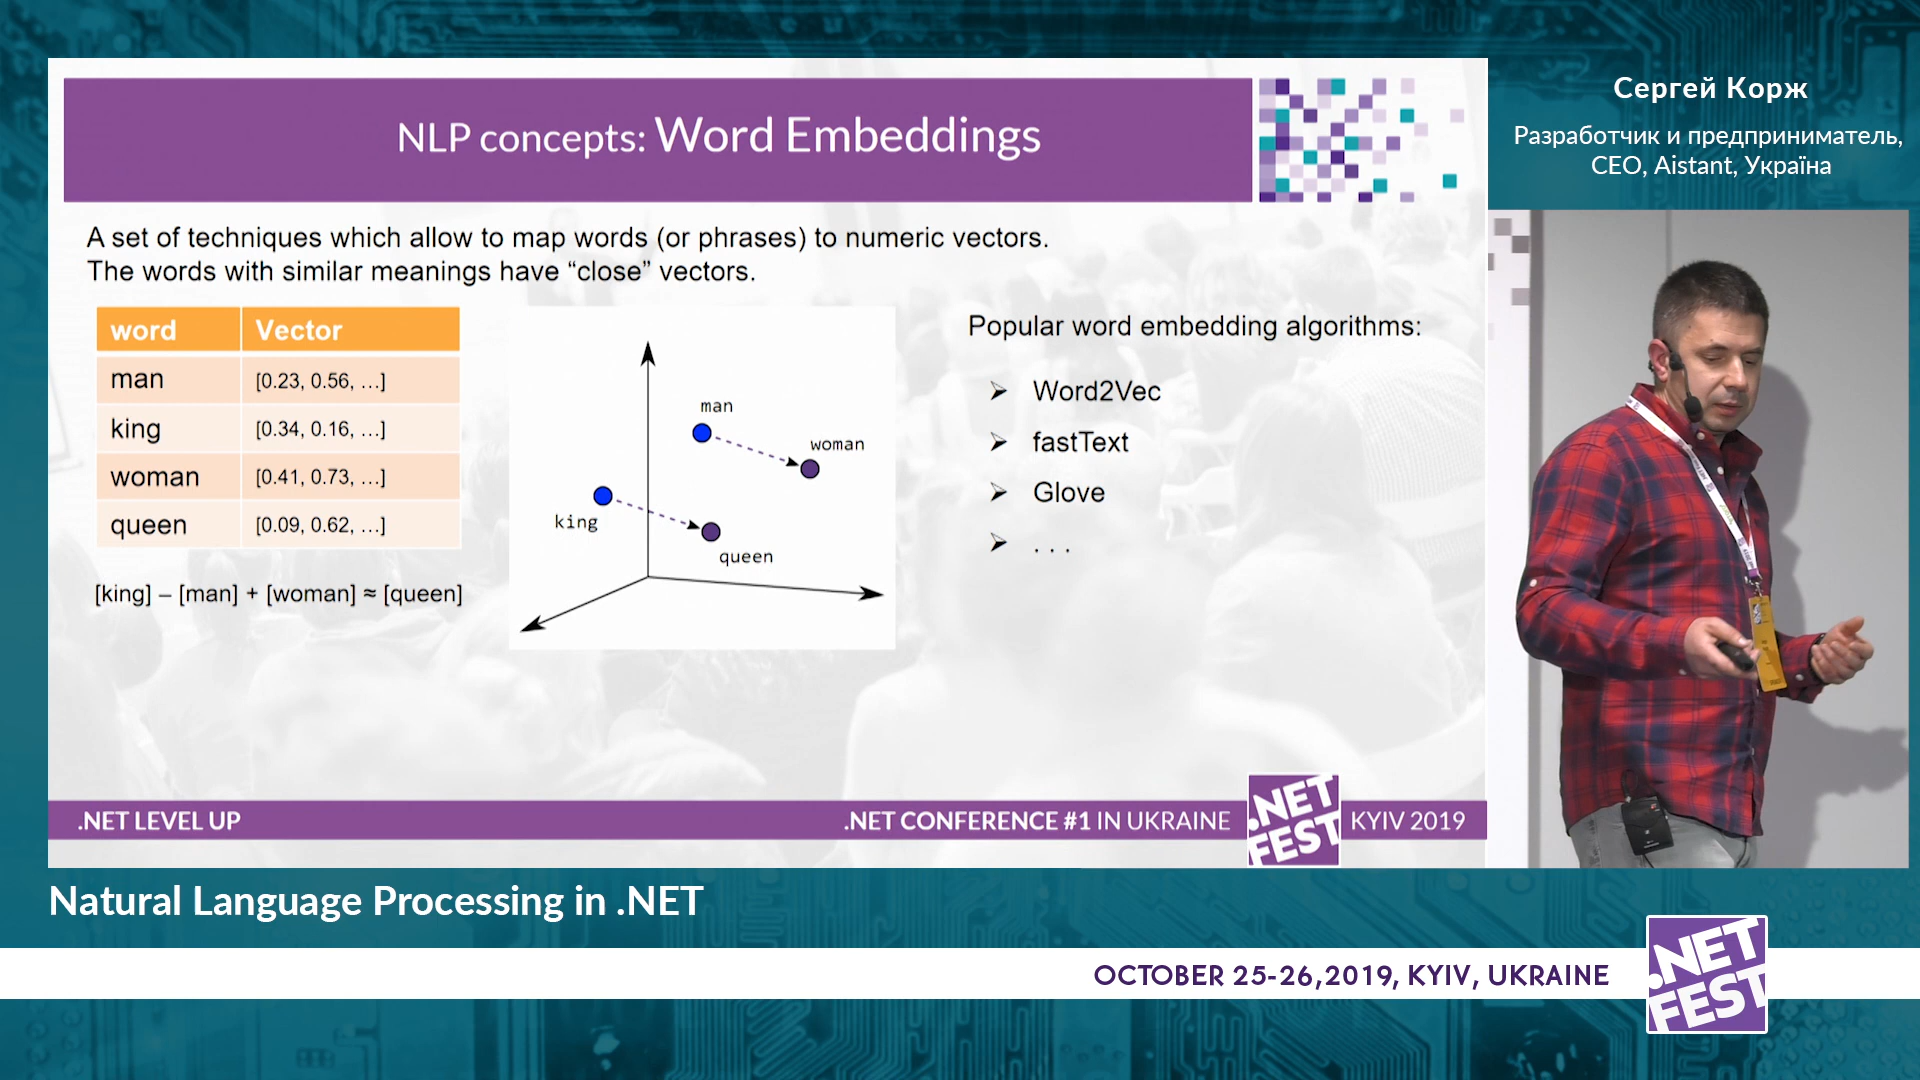 NLP concepts: Word Embeddings
Сергей Корж
Разработчик и предприниматель,
CEO, Aistant, Україна
A set of techniques which allow to map words (or phrases) to numeric vectors.
The words with similar meanings have “close” vectors.
word Vector
man [0.23, 0.56, …]
king [0.34, 0.16, …]
woman [0.41, 0.73, …]
queen [0.09, 0.62, …]
[king] – [man] + [woman] ≈ [queen]
man
woman
king
queen
Popular word embedding algorithms:
➢ Word2Vec
➢ fastText
➢ Glove
➢ . . .
.NET LEVEL UP
.NET CONFERENCE #1 IN UKRAINE
.NET
FEST
KYIV 2019
Natural Language Processing in .NET
OCTOBER 25-26,2019, KYIV, UKRAINE
.NET
FEST